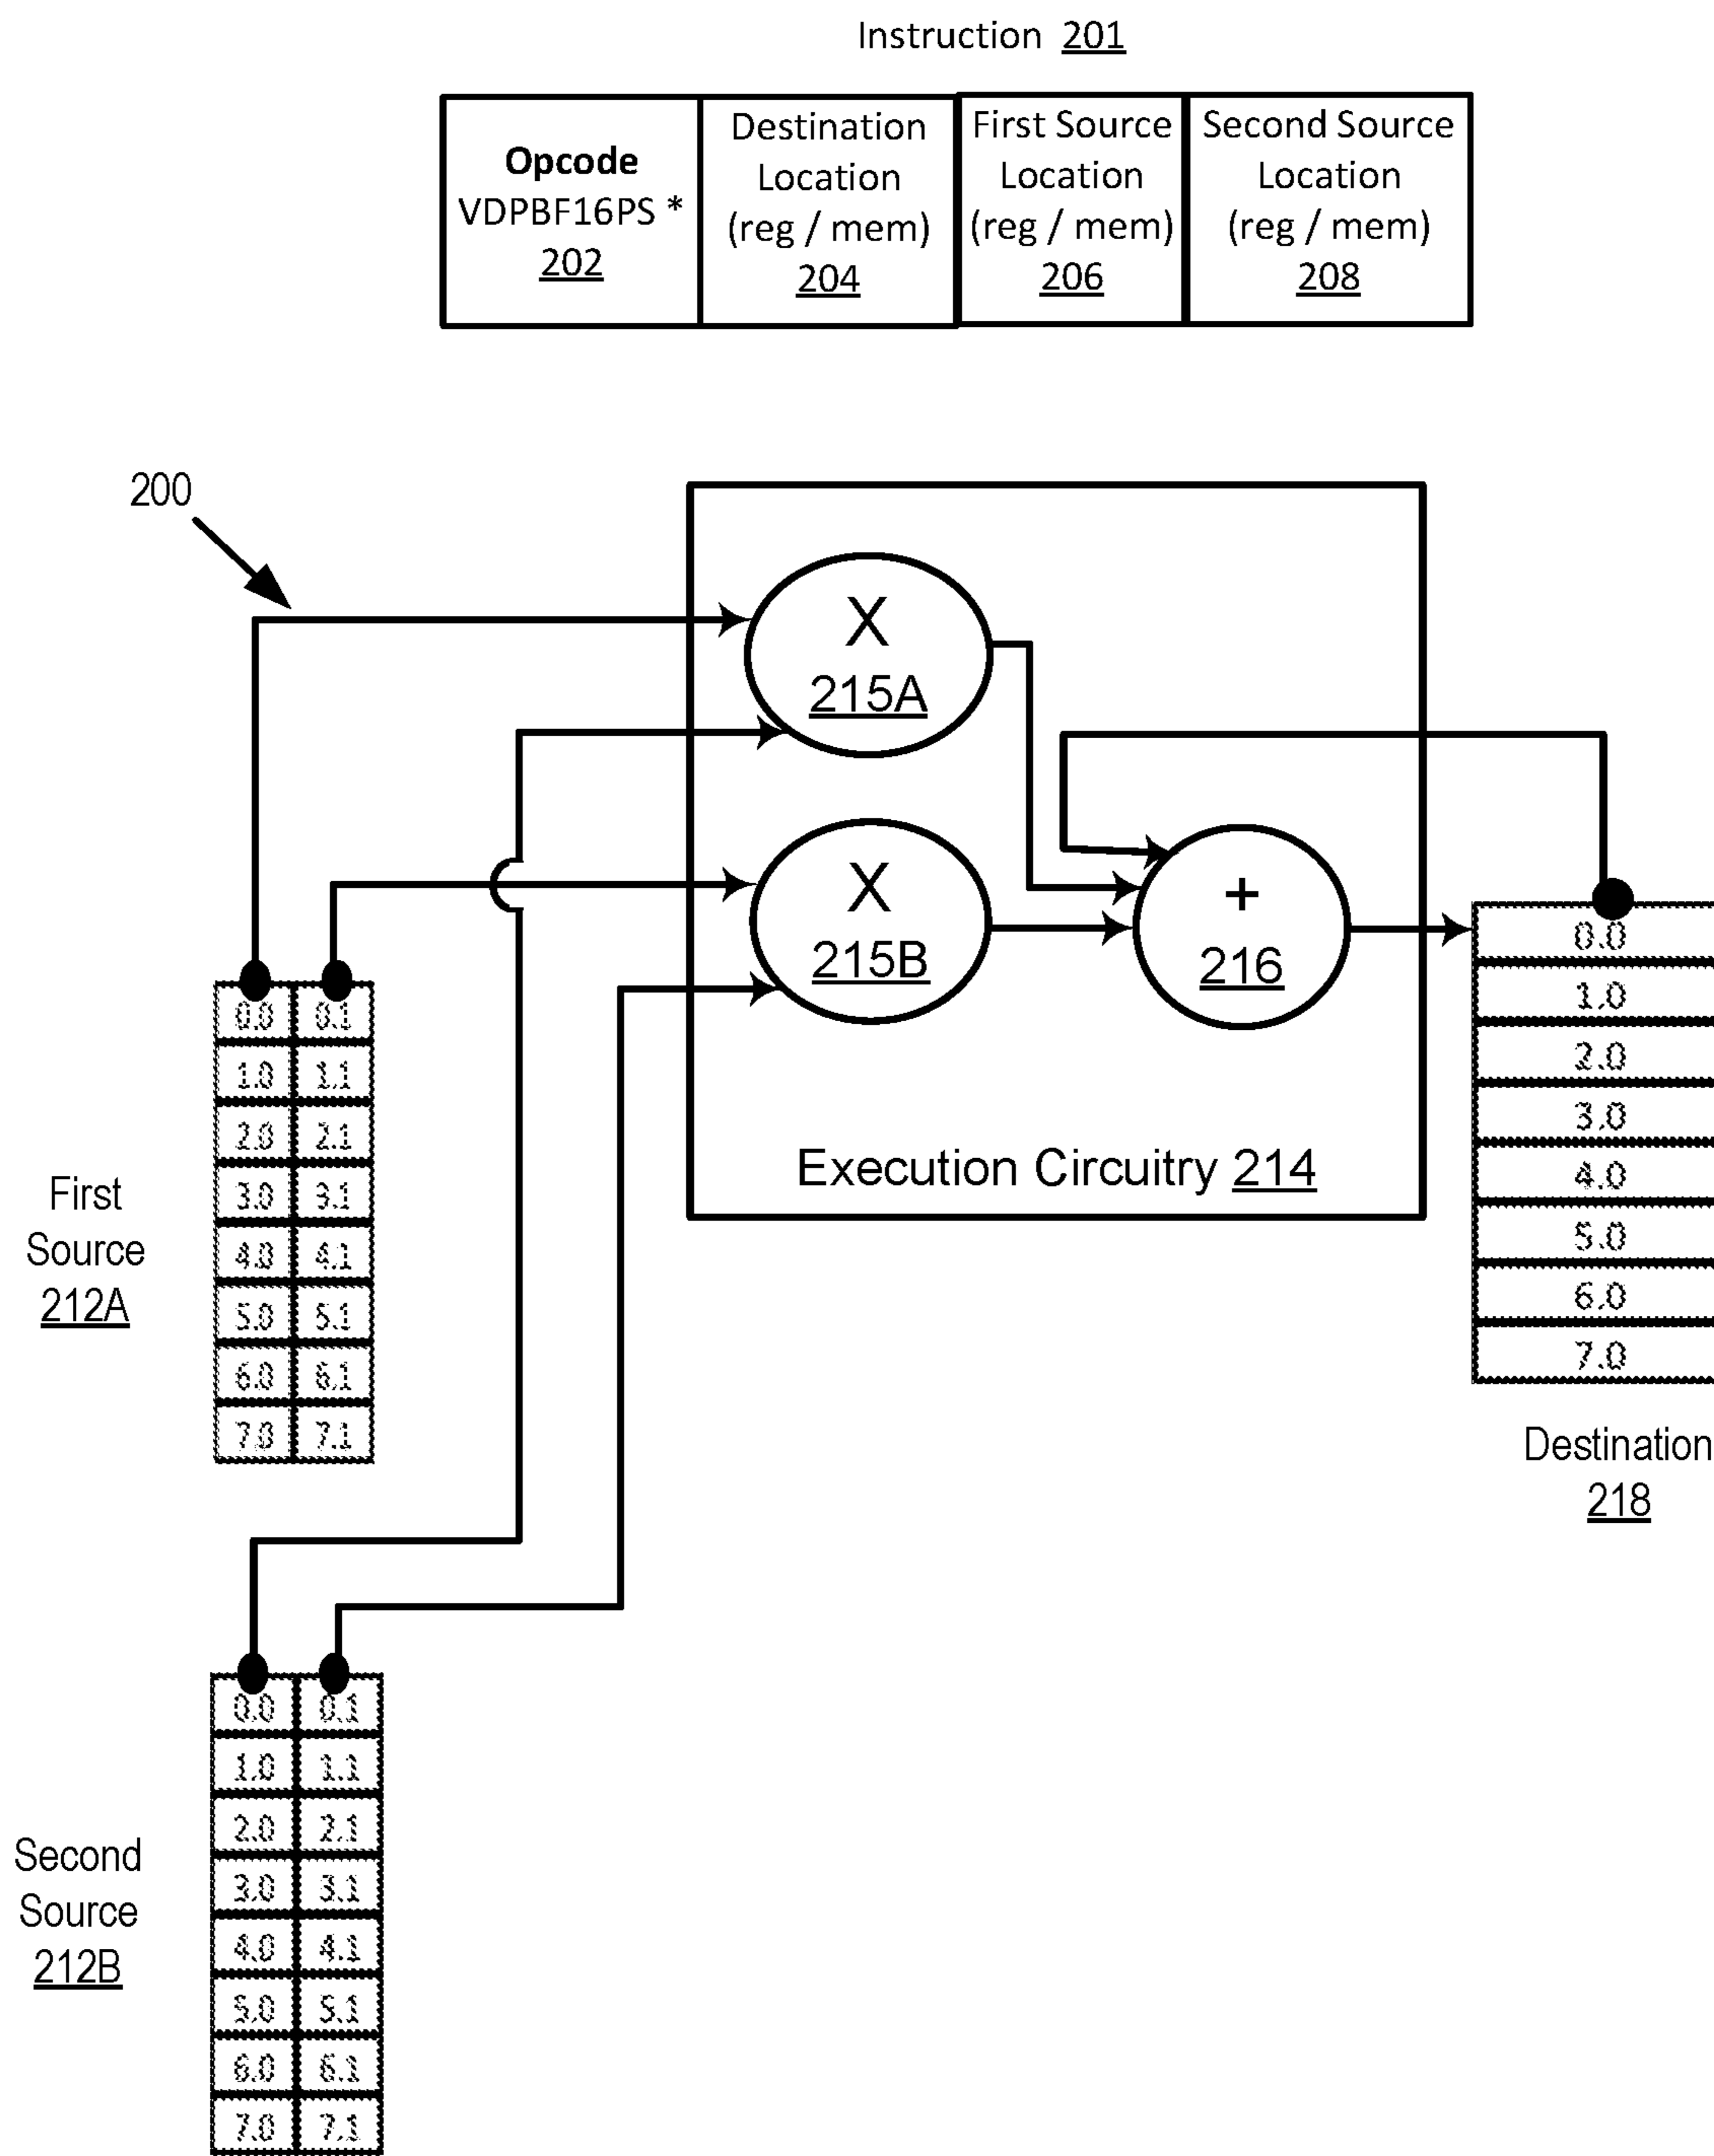 Instruction 201
Opcode
VDPBF16PS *
202
Destination
Location
(reg / mem)
204
First Source
Location
(reg / mem)
206
Second Source
Location
(reg / mem)
208
200
X
215A
X
215B
+
216
Execution Circuitry 214
First
Source
212A
0.0 0.1
1.0 1.1
2.0 2.1
3.0 3.1
4.0 4.1
5.0 5.1
6.0 6.1
7.0 7.1
0.0
1.0
2.0
3.0
4.0
5.0
6.0
7.0
Destination
218
Second
Source
212B
0.0 0.1
1.0 1.1
2.0 2.1
3.0 3.1
4.0 4.1
5.0 5.1
6.0 6.1
7.0 7.1